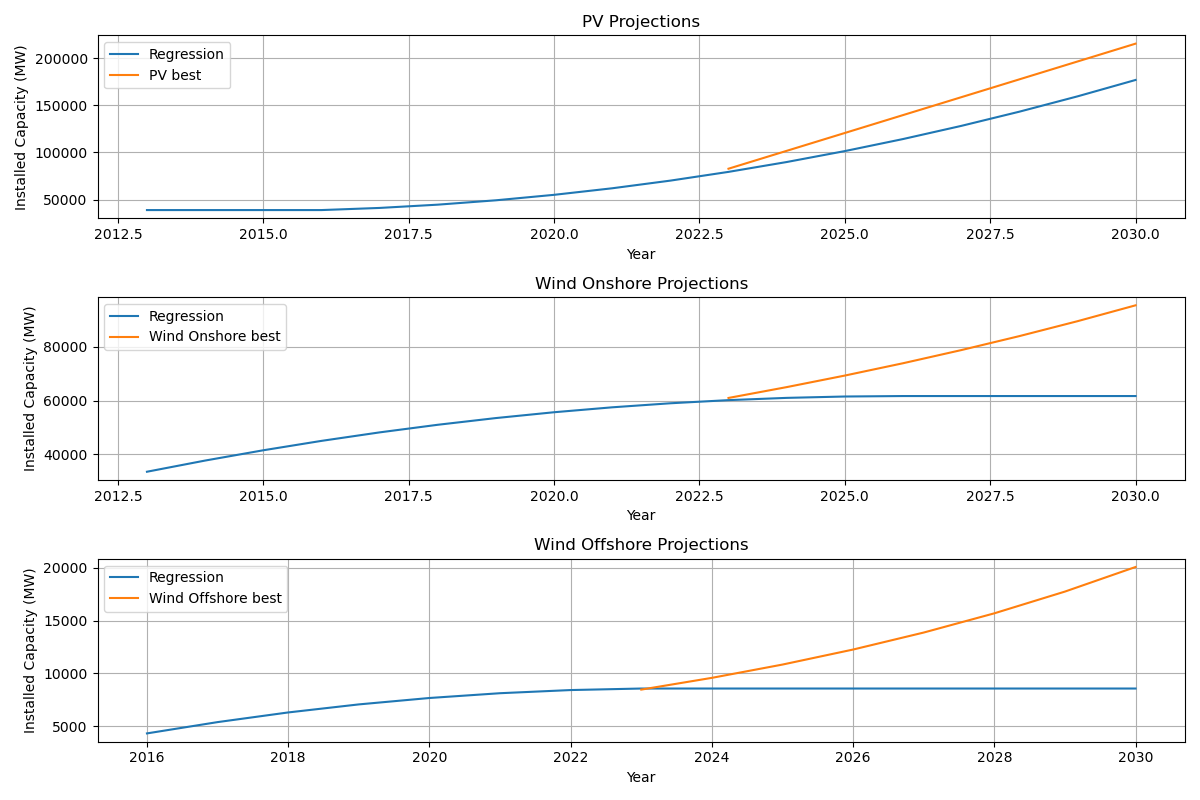 PV Projections
Installed Capacity (MW)
200000
150000
100000
50000
Regression
PV best
2012.5 2015.0 2017.5 2020.0 2022.5 2025.0 2027.5 2030.0
Year
Wind Onshore Projections
Installed Capacity (MW)
80000
60000
40000
Regression
Wind Onshore best
2012.5 2015.0 2017.5 2020.0 2022.5 2025.0 2027.5 2030.0
Year
Wind Offshore Projections
Installed Capacity (MW)
20000
15000
10000
5000
Regression
Wind Offshore best
2016 2018 2020 2022 2024 2026 2028 2030
Year